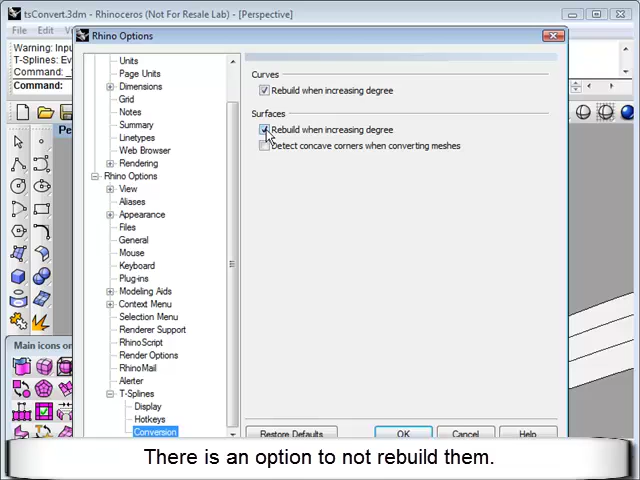 tsConvert.3dm - Rhinoceros (Not For Resale Lab) - [Perspective]
File Edit
Rhino Options
Warning: Inpu
T-Splines: Ev
Command: _
Command:
Pe
Units
Page Units
Dimensions
Grid
Notes
Summary
Linetypes
Web Browser
Rendering
Rhino Options
View
Aliases
Appearance
Files
General
Mouse
Keyboard
Plug-ins
Modeling Aids
Context Menu
Selection Menu
Renderer Support
RhinoScript
Render Options
RhinoMail
Alerter
T-Splines
Display
Hotkeys
Conversion
Curves
Rebuild when increasing degree
Surfaces
Rebuild when increasing degree
Detect concave corners when converting meshes
Main icons o
Restore Defaults
OK
Cancel
Help
There is an option to not rebuild them.